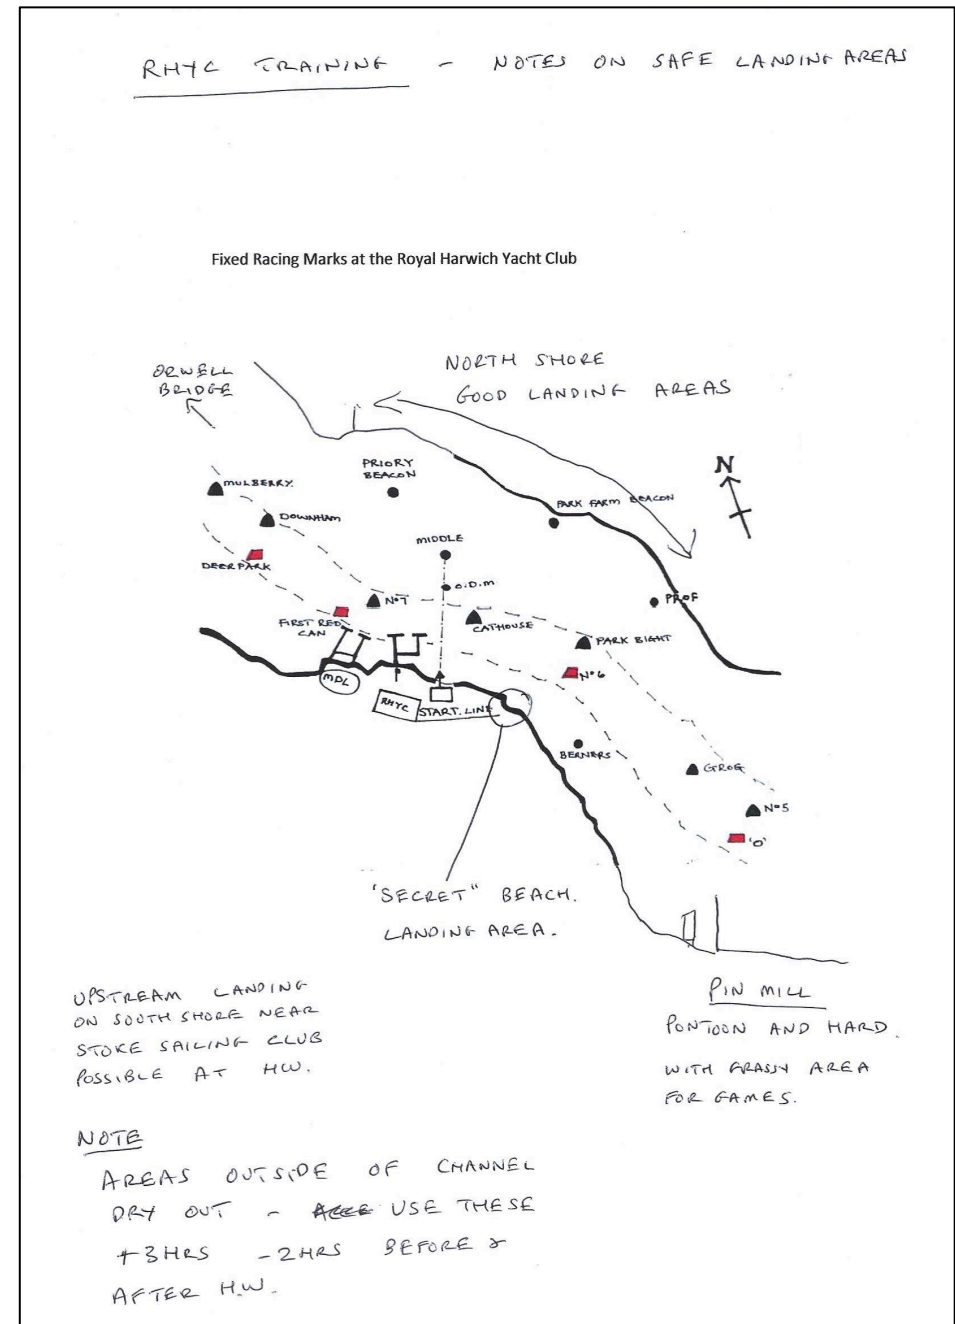 RHYC TRAINING - NOTES ON SAFE LANDING AREAS
Fixed Racing Marks at the Royal Harwich Yacht Club
ORWELL
BRIDGE
NORTH SHORE
GOOD LANDING AREAS
N
PRIORY
BEACON
MULBERRY.
PARK FARM BEACON
DOWNHAM
MIDDLE
DEER PARK
O.D.M
Nº7
PROF
FIRST RED
CAN
CATHOUSE
PARK BIGHT
Nº6
MDL
RHYC
START. LINE
BERNERS
GROG
Nº5
'O'
'SECRET" BEACH.
LANDING AREA.
UPSTREAM LANDING
ON SOUTH SHORE NEAR
STOKE SAILING CLUB
POSSIBLE AT HW.
PIN MILL
PONTOON AND HARD.
WITH GRASSY AREA
FOR GAMES.
NOTE
AREAS OUTSIDE OF CHANNEL
DRY OUT - USE THESE
+3HRS -2HRS BEFORE &
AFTER H.W.